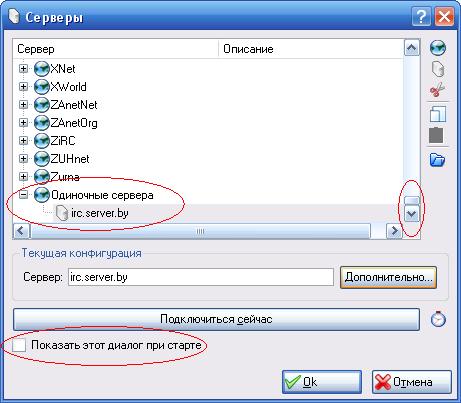 Серверы
Сервер Описание
XNet
XWorld
ZAnetNet
ZAnetOrg
ZiRC
ZUHnet
Zurna
Одиночные сервера
irc.server.by
Текущая конфигурация
Сервер: irc.server.by Дополнительно...
Подключиться сейчас
Показать этот диалог при старте
Ok Отмена